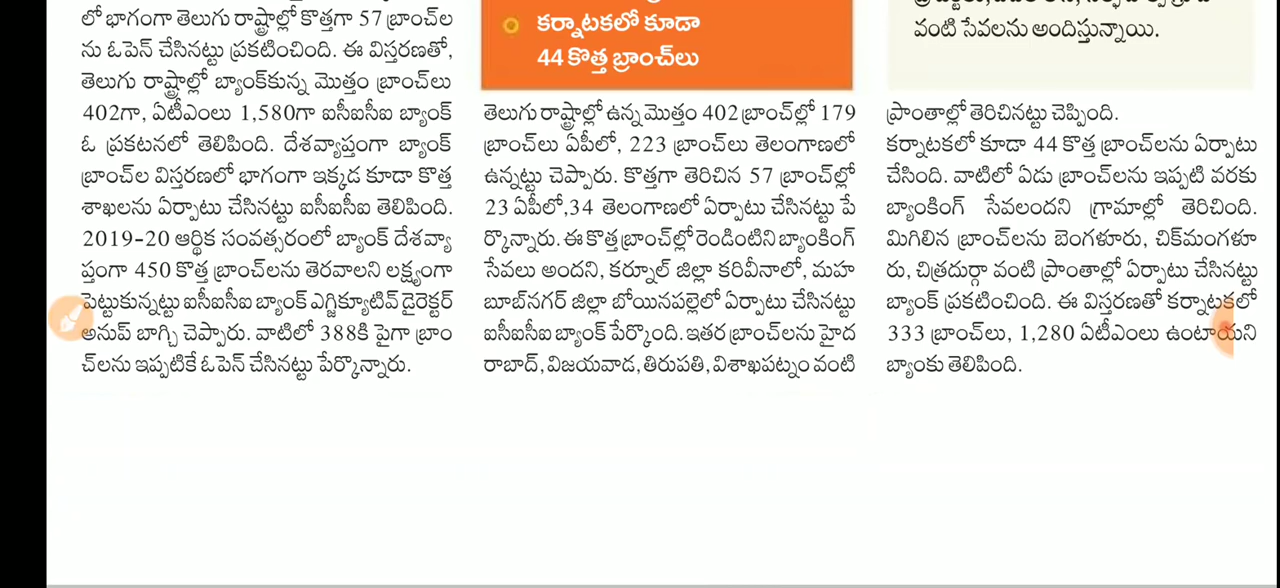 లో భాగంగా తెలుగు రాష్ట్రాల్లో కొత్తగా 57 బ్రాంచ్‌ల
ను ఓపెన్ చేసినట్టు ప్రకటించింది. ఈ విస్తరణతో,
తెలుగు రాష్ట్రాల్లో బ్యాంక్‌కున్న మొత్తం బ్రాంచ్‌లు
402గా, ఏటీఎంలు 1,580గా ఐసీఐసీఐ బ్యాంక్
ఓ ప్రకటనలో తెలిపింది. దేశవ్యాప్తంగా బ్యాంక్
బ్రాంచ్‌ల విస్తరణలో భాగంగా ఇక్కడ కూడా కొత్త
శాఖలను ఏర్పాటు చేసినట్టు ఐసీఐసీఐ తెలిపింది.
2019-20 ఆర్థిక సంవత్సరంలో బ్యాంక్ దేశవ్యా
ప్తంగా 450 కొత్త బ్రాంచ్‌లను తెరవాలని లక్ష్యంగా
పెట్టుకున్నట్టు ఐసీఐసీఐ బ్యాంక్ ఎగ్జిక్యూటివ్ డైరెక్టర్
అనుప్ బాగ్చి చెప్పారు. వాటిలో 388కి పైగా బ్రాం
చ్‌లను ఇప్పటికే ఓపెన్ చేసినట్టు పేర్కొన్నారు.
కర్నాటకలో కూడా
44 కొత్త బ్రాంచ్‌లు
తెలుగు రాష్ట్రాల్లో ఉన్న మొత్తం 402 బ్రాంచ్‌ల్లో 179
బ్రాంచ్‌లు ఏపీలో, 223 బ్రాంచ్‌లు తెలంగాణలో
ఉన్నట్టు చెప్పారు. కొత్తగా తెరిచిన 57 బ్రాంచ్‌ల్లో
23 ఏపీలో,34 తెలంగాణలో ఏర్పాటు చేసినట్టు పే
ర్కొన్నారు. ఈ కొత్త బ్రాంచ్‌ల్లో రెండింటిని బ్యాంకింగ్
సేవలు అందని, కర్నూల్ జిల్లా కరివీనాలో, మహ
బూబ్‌నగర్ జిల్లా బోయినపల్లెలో ఏర్పాటు చేసినట్టు
ఐసీఐసీఐ బ్యాంక్ పేర్కొంది. ఇతర బ్రాంచ్‌లను హైద
రాబాద్, విజయవాడ, తిరుపతి, విశాఖపట్నం వంటి
వంటి సేవలను అందిస్తున్నాయి.
ప్రాంతాల్లో తెరిచినట్టు చెప్పింది.
కర్నాటకలో కూడా 44 కొత్త బ్రాంచ్‌లను ఏర్పాటు
చేసింది. వాటిలో ఏడు బ్రాంచ్‌లను ఇప్పటి వరకు
బ్యాంకింగ్ సేవలందని గ్రామాల్లో తెరిచింది.
మిగిలిన బ్రాంచ్‌లను బెంగళూరు, చిక్‌మంగళూ
రు, చిత్రదుర్గా వంటి ప్రాంతాల్లో ఏర్పాటు చేసినట్టు
బ్యాంక్ ప్రకటించింది. ఈ విస్తరణతో కర్నాటకలో
333 బ్రాంచ్‌లు, 1,280 ఏటీఎంలు ఉంటాయని
బ్యాంకు తెలిపింది.